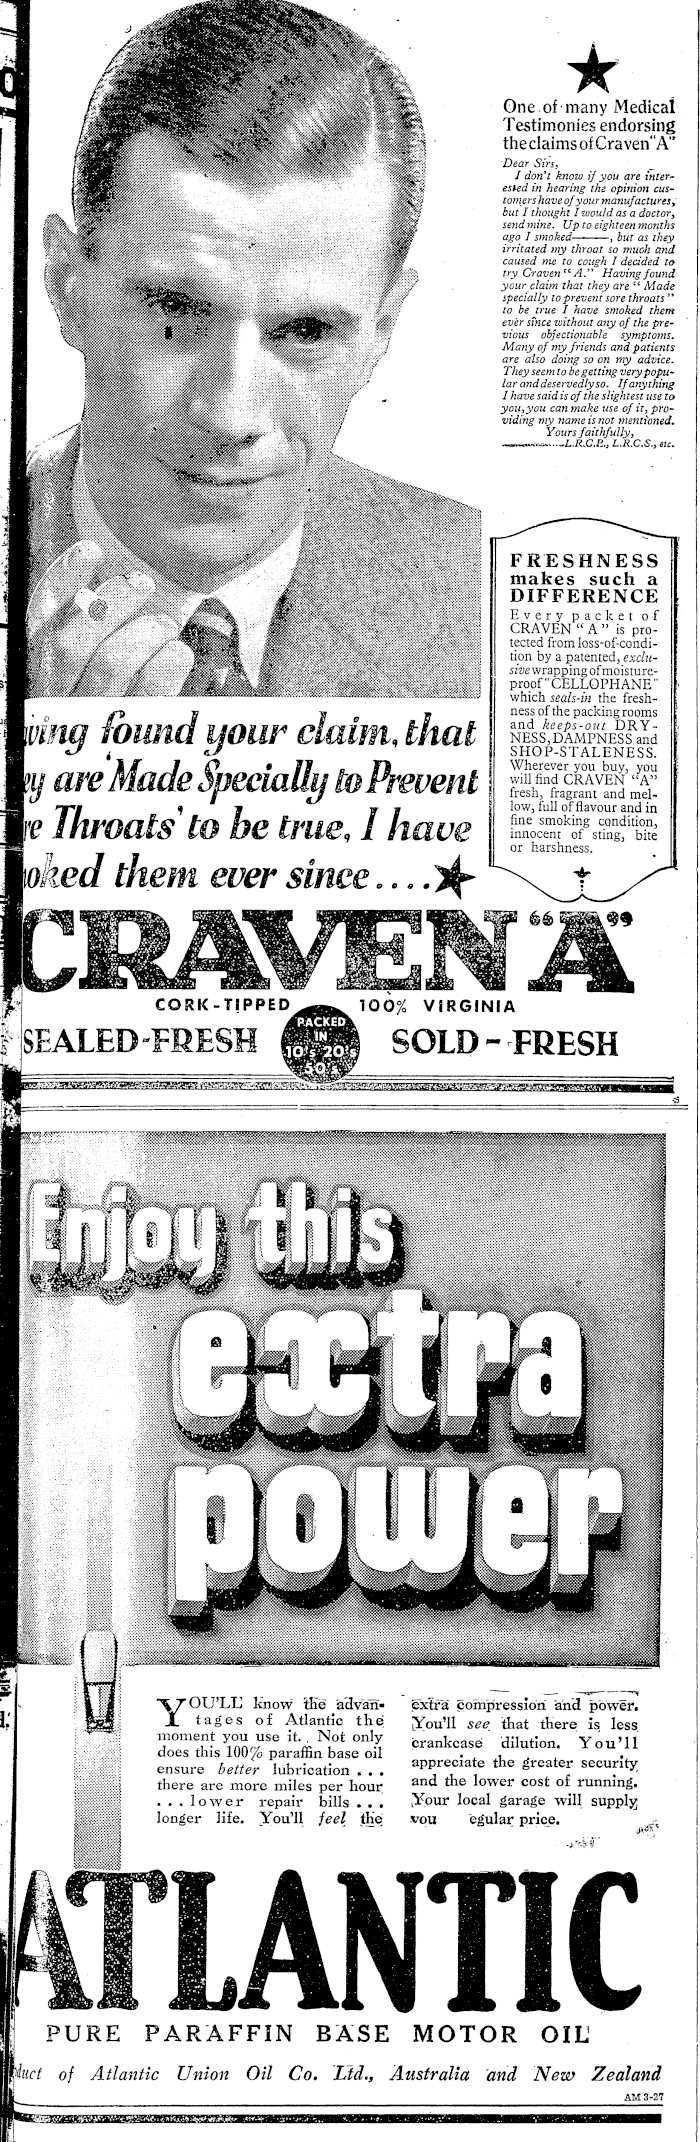 One of many Medical
Testimonies endorsing
the claims of Craven "A"
Dear Sirs,
I don't know if you are inter-
ested in hearing the opinion cus-
tomers have of your manufactures,
but I thought I would as a doctor,
send mine. Up to eighteen months
ago I smoked———, but as they
irritated my throat so much and
caused me to cough I decided to
try Craven "A." Having found
your claim that they are "Made
specially to prevent sore throats"
to be true I have smoked them
ever since without any of the pre-
vious objectionable symptoms.
Many of my friends and patients
are also doing so on my advice.
They seem to be getting very popu-
lar and deservedly so. If anything
I have said is of the slightest use to
you, you can make use of it, pro-
viding my name is not mentioned.
Yours faithfully,
L.R.C.P., L.R.C.S., etc.
FRESHNESS
makes such a
DIFFERENCE
Every packet of
CRAVEN "A" is pro-
tected from loss-of-condi-
tion by a patented, exclu-
sive wrapping of moisture-
proof "CELLOPHANE"
which seals-in the fresh-
ness of the packing rooms
and keeps-out DRY-
NESS, DAMPNESS and
SHOP-STALENESS.
Wherever you buy, you
will find CRAVEN "A"
fresh, fragrant and mel-
low, full of flavour and in
fine smoking condition,
innocent of sting, bite
or harshness.
ving found your claim, that
ey are 'Made Specially to Prevent
re Throats' to be true, I have
oked them ever since....
CRAVEN "A"
CORK-TIPPED 100% VIRGINIA
SEALED-FRESH PACKED IN 10's 20's 50's SOLD - FRESH
Enjoy this
extra
power
YOU'LL know the advan-
tages of Atlantic the
moment you use it. Not only
does this 100% paraffin base oil
ensure better lubrication . . .
there are more miles per hour
. . . lower repair bills . . .
longer life. You'll feel the
extra compression and power.
You'll see that there is less
crankcase dilution. You'll
appreciate the greater security
and the lower cost of running.
Your local garage will supply
you egular price.
ATLANTIC
PURE PARAFFIN BASE MOTOR OIL
duct of Atlantic Union Oil Co. Ltd., Australia and New Zealand
AM 3-27